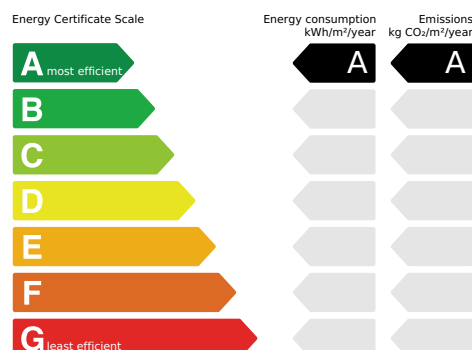 Energy Certificate Scale
Energy consumption
kWh/m²/year
Emissions
kg CO₂/m²/year
A most efficient
A
A
B
C
D
E
F
G least efficient